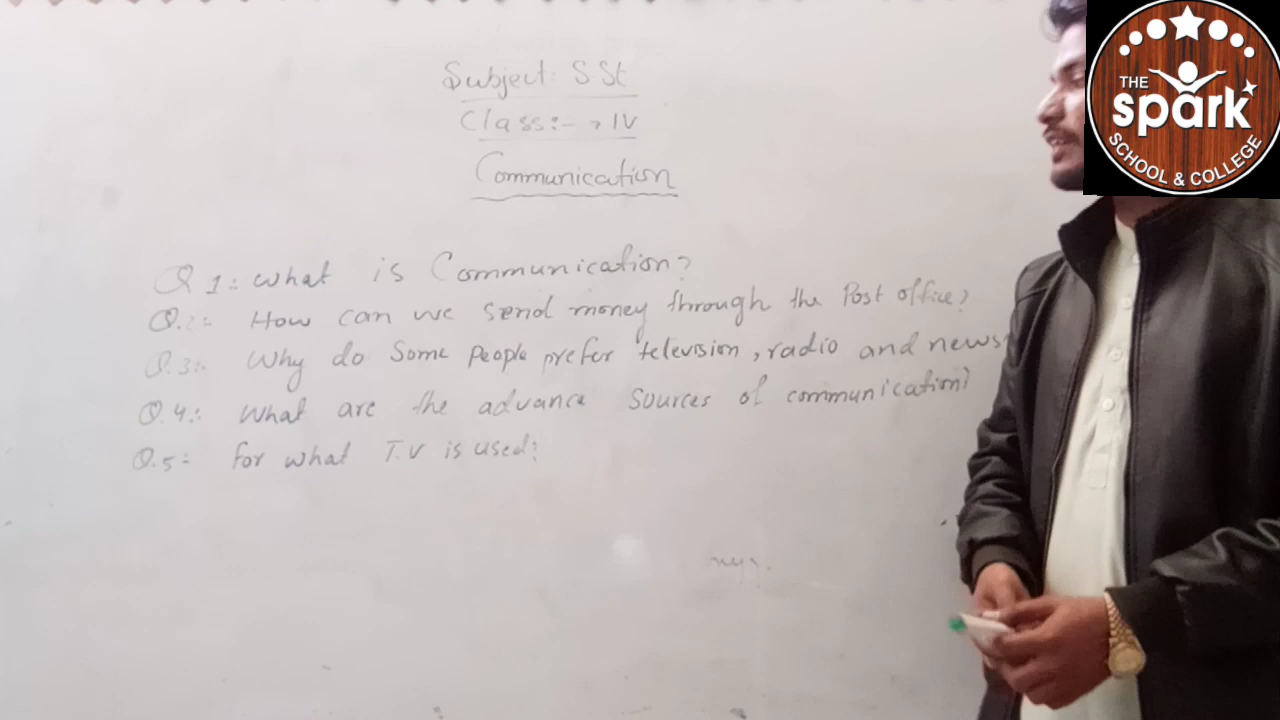 Subject: SSt
Class:- → IV
Communication
Q 1:- What is Communication?
Q.2:- How can we send money through the Post office?
Q.3:- Why do Some People prefer television, radio and news
Q.4:- What are the advance Sources of communication?
Q.5:- for what T.V is used?
THE
spark
SCHOOL & COLLEGE